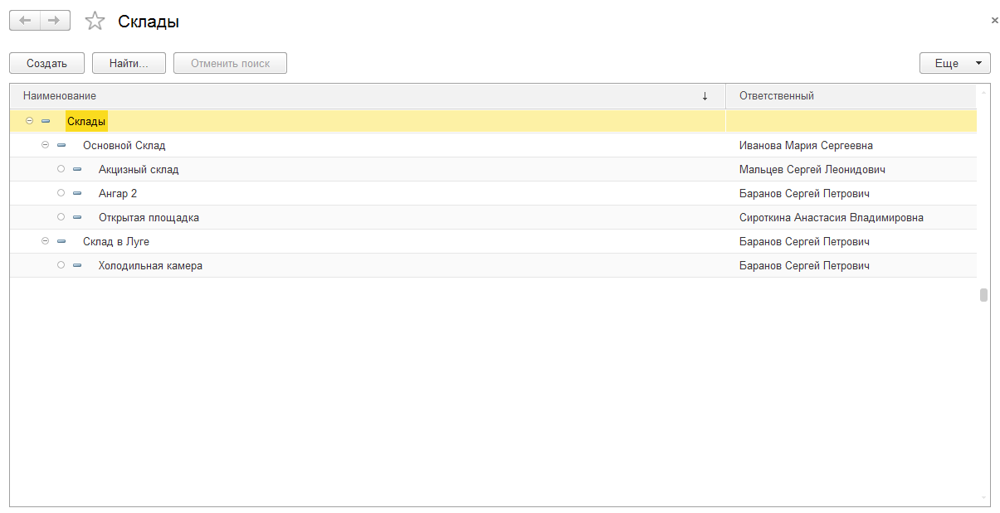 Склады
Создать Найти... Отменить поиск Еще
Наименование Ответственный
Склады
Основной Склад Иванова Мария Сергеевна
Акцизный склад Мальцев Сергей Леонидович
Ангар 2 Баранов Сергей Петрович
Открытая площадка Сироткина Анастасия Владимировна
Склад в Луге Баранов Сергей Петрович
Холодильная камера Баранов Сергей Петрович